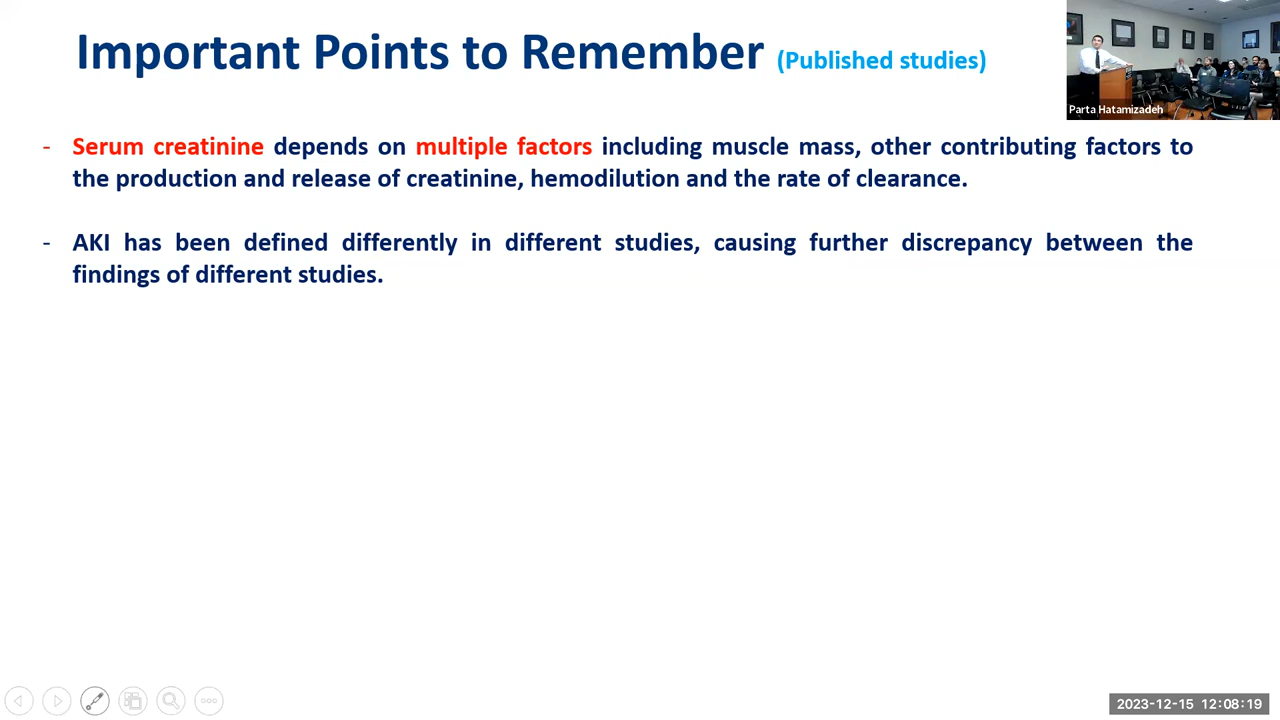 Important Points to Remember (Published studies)
Parta Hatamizadeh
- Serum creatinine depends on multiple factors including muscle mass, other contributing factors to
the production and release of creatinine, hemodilution and the rate of clearance.
- AKI has been defined differently in different studies, causing further discrepancy between the
findings of different studies.
2023-12-15 12:08:19